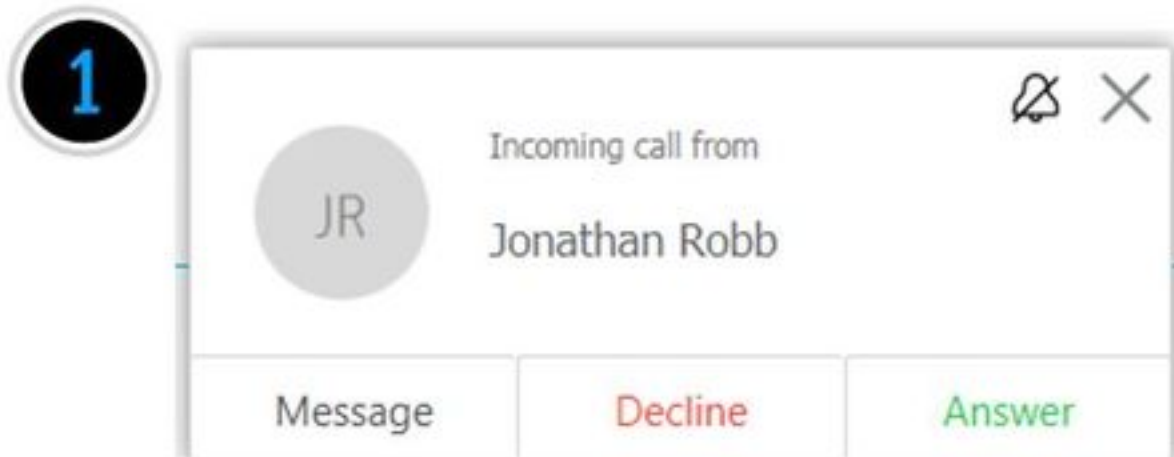 1
Incoming call from
JR
Jonathan Robb
Message Decline Answer